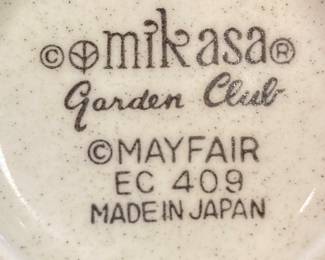 © mikasa®
Garden Club
©MAYFAIR
EC 409
MADE IN JAPAN